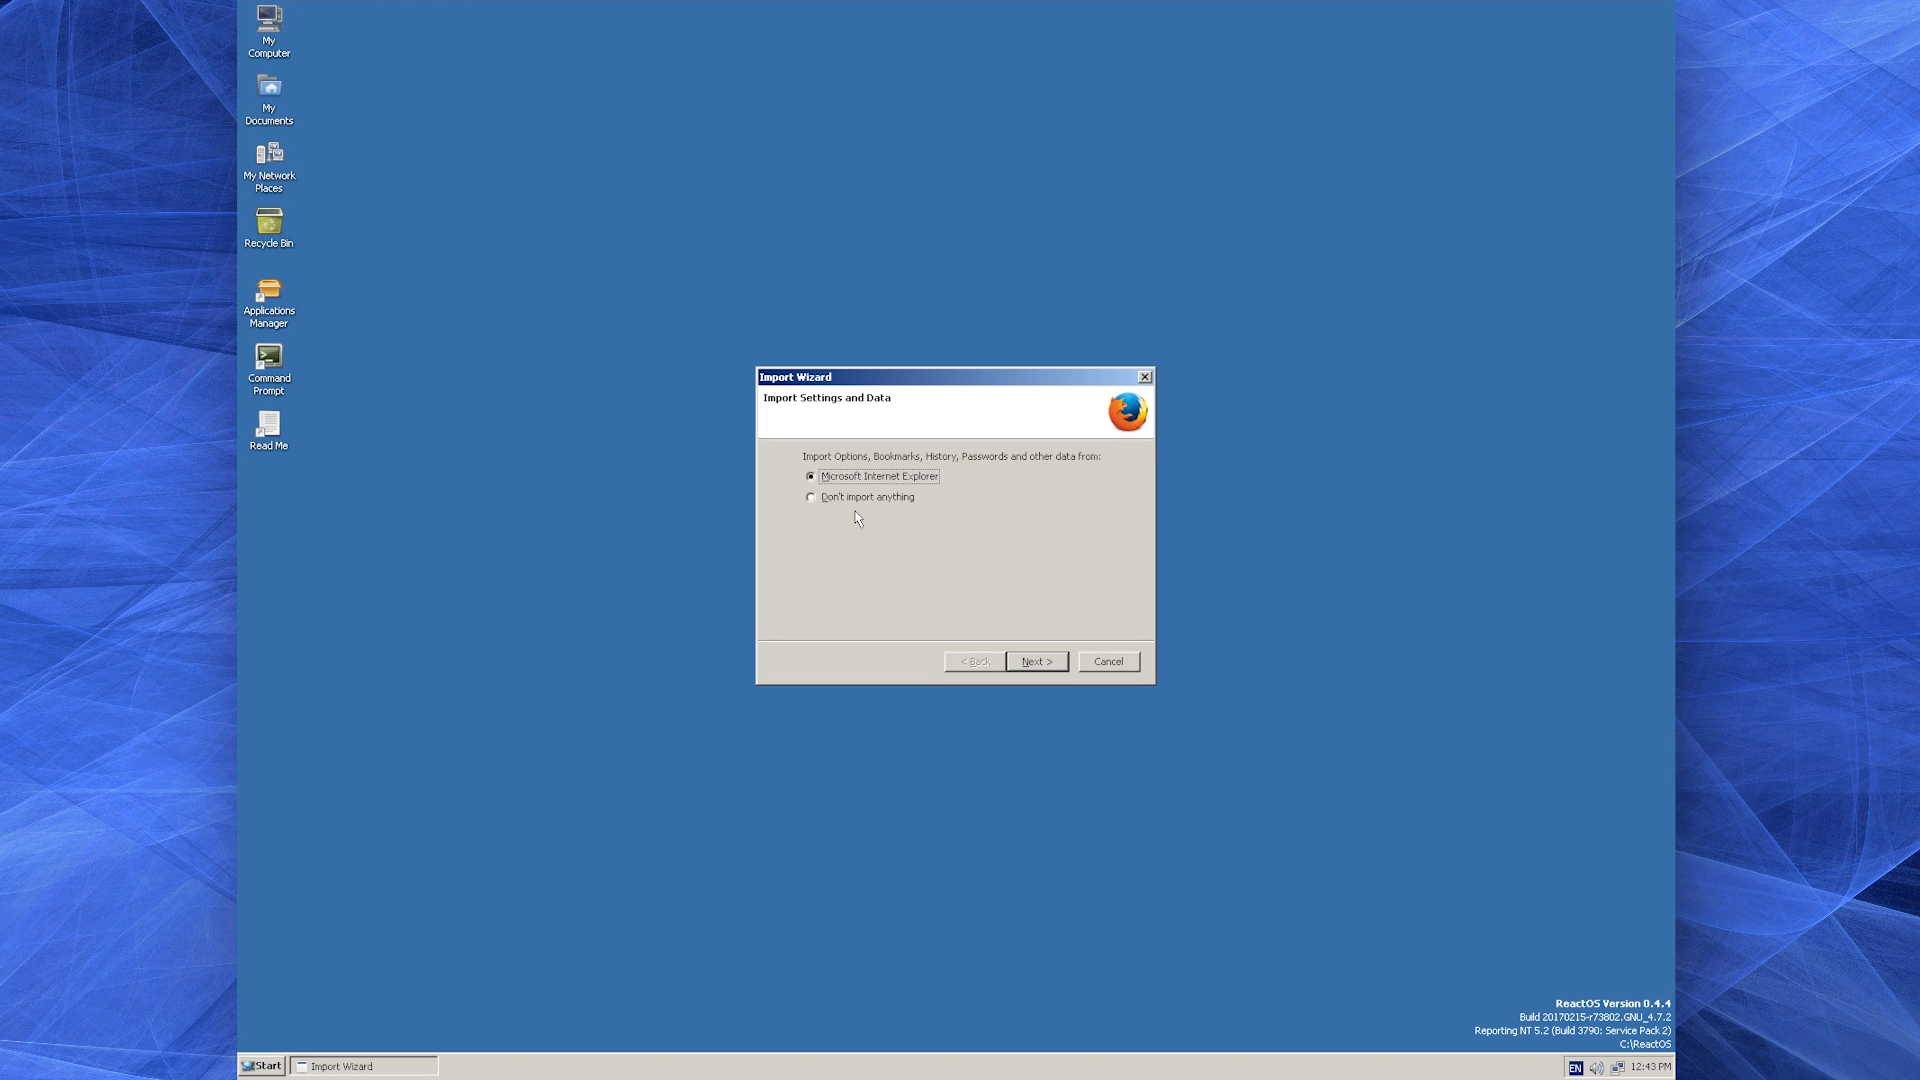 My
Computer
My
Documents
My Network
Places
Recycle Bin
Applications
Manager
Command
Prompt
Read Me
Import Wizard
Import Settings and Data
Import Options, Bookmarks, History, Passwords and other data from:
Microsoft Internet Explorer
Don't import anything
< Back
Next >
Cancel
ReactOS Version 0.4.4
Build 20170215-r73802.GNU_4.7.2
Reporting NT 5.2 (Build 3790: Service Pack 2)
C:\ReactOS
Start
Import Wizard
EN
12:43 PM